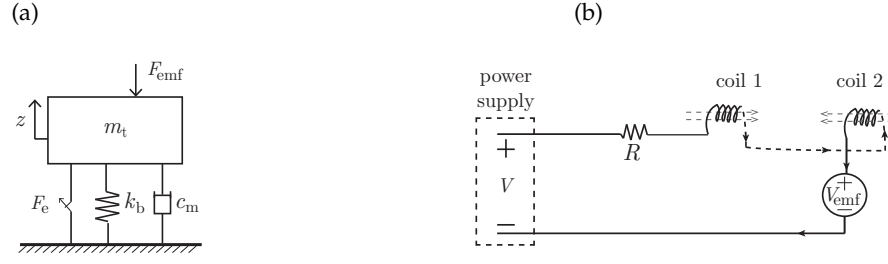 (a)
(b)
F_emf
z
m_t
F_e
k_b
c_m
power
supply
V
R
coil 1
coil 2
V_emf